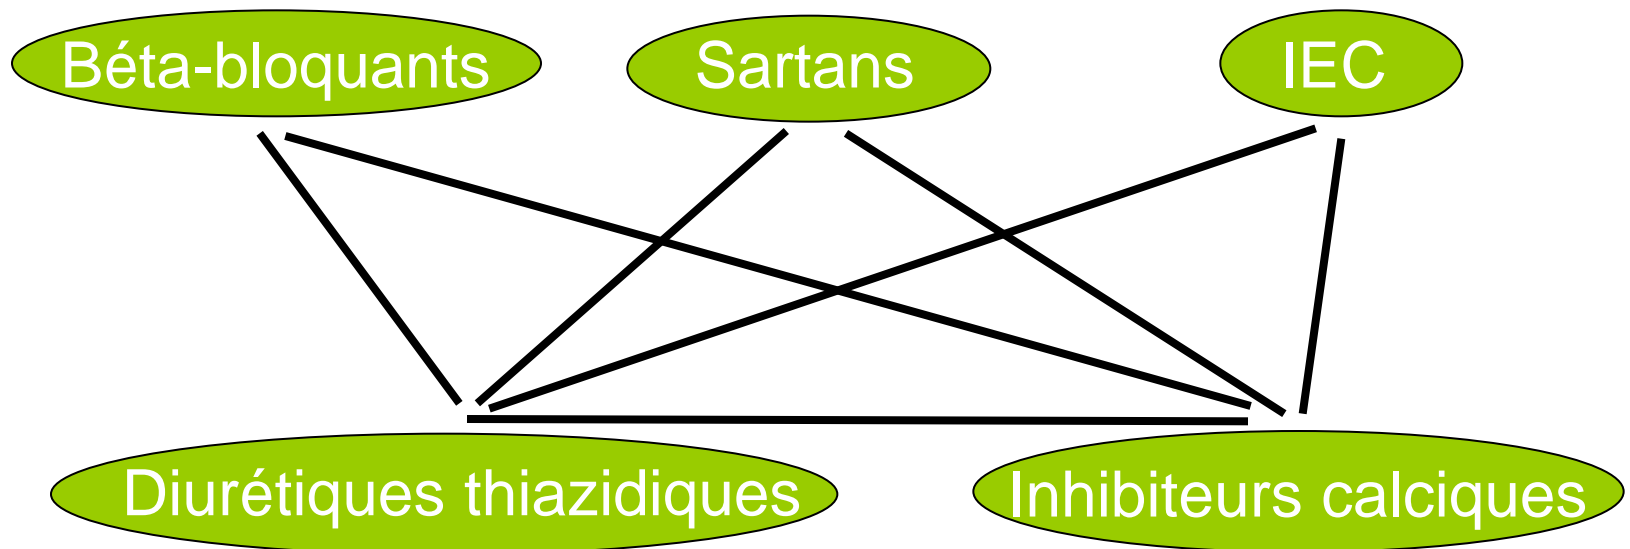 Béta-bloquants
Sartans
IEC
Diurétiques thiazidiques
Inhibiteurs calciques